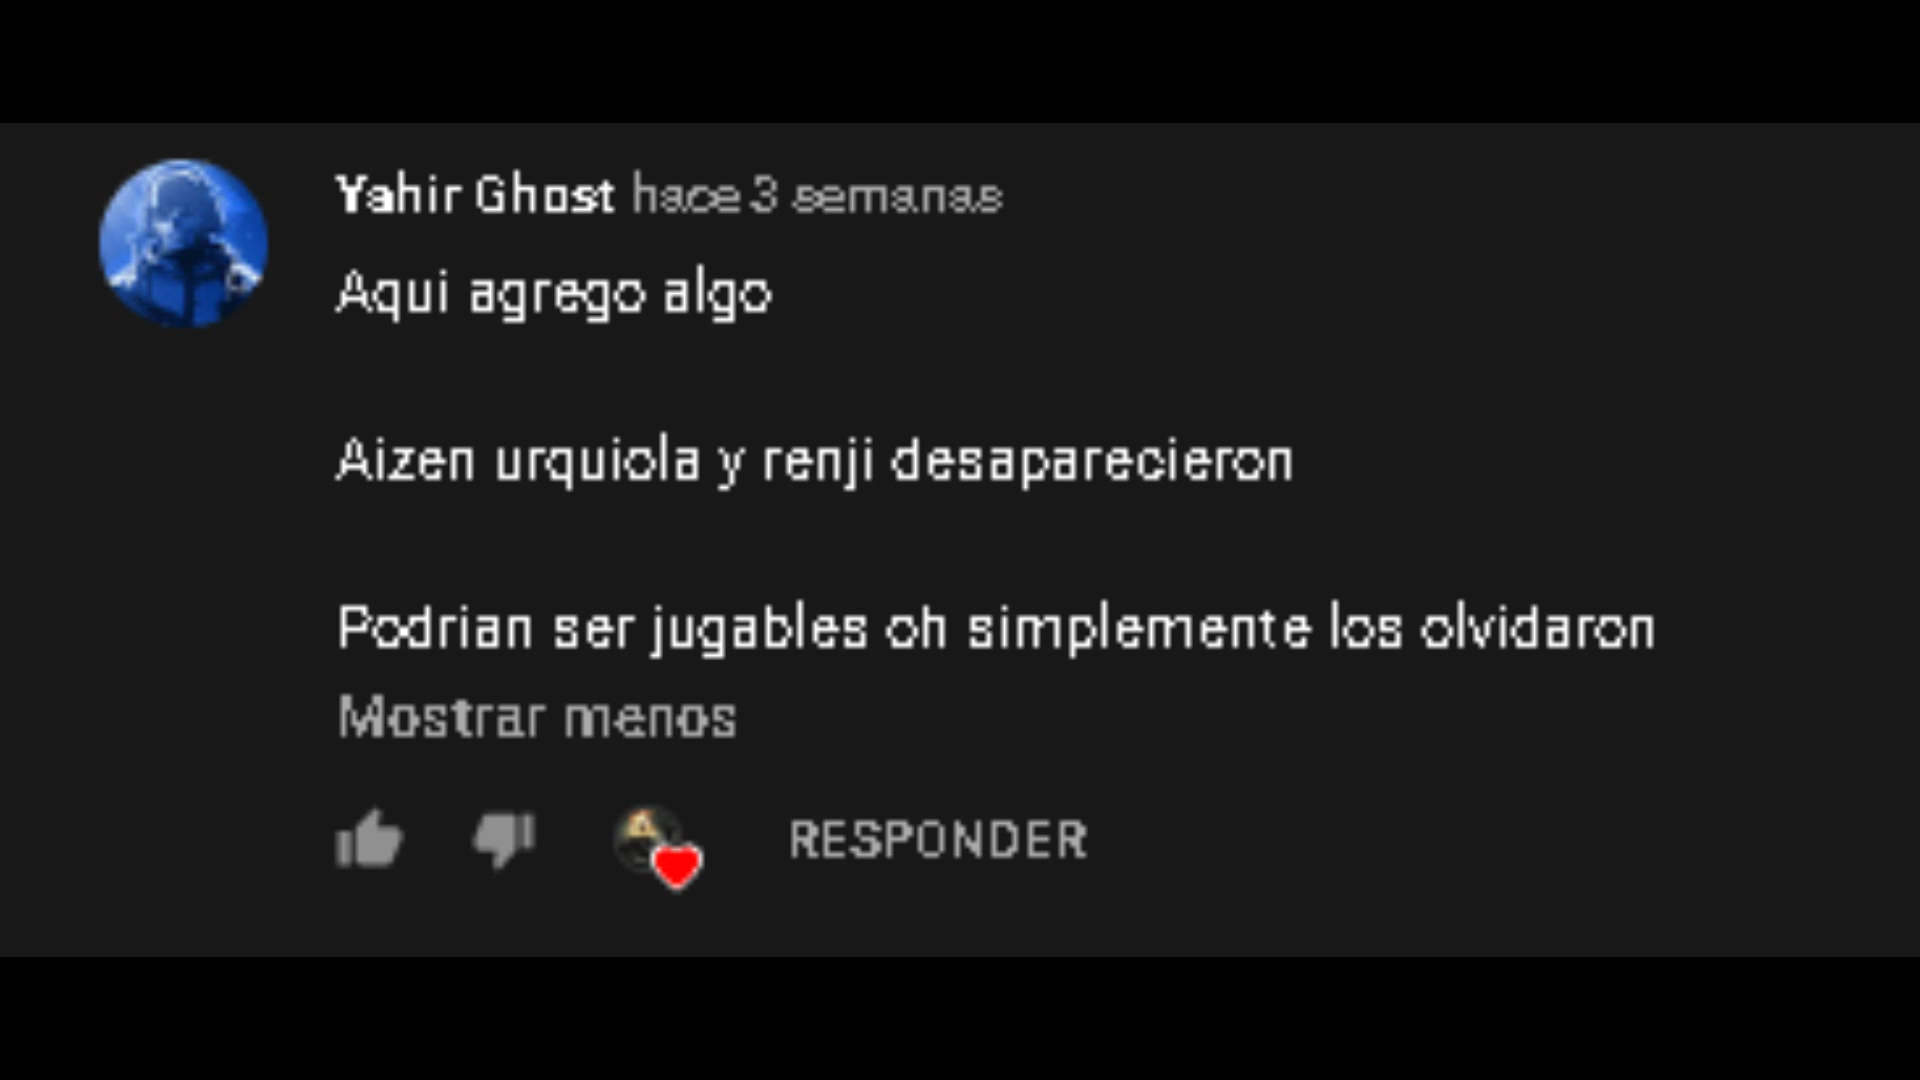 Yahir Ghost hace 3 semanas
Aqui agrego algo
Aizen urquiola y renji desaparecieron
Podrian ser jugables oh simplemente los olvidaron
Mostrar menos
RESPONDER